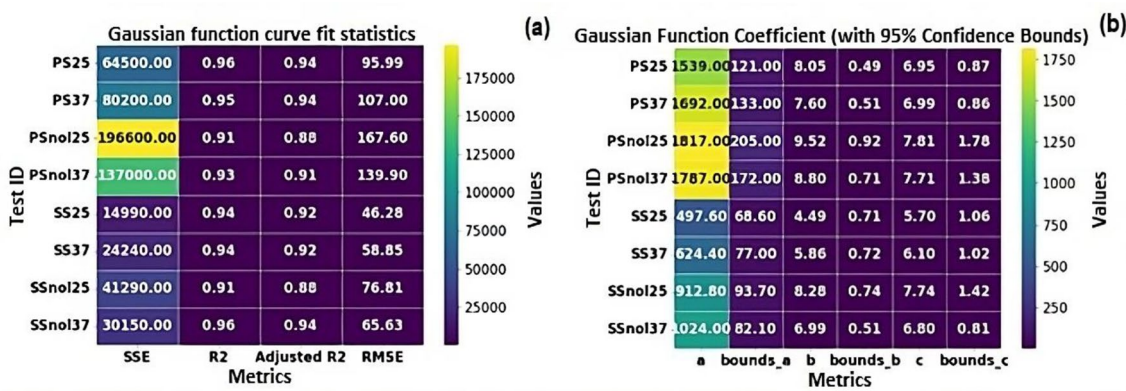 Gaussian function curve fit statistics
(a)
PS25 64500.00 0.96 0.94 95.99
PS37 80200.00 0.95 0.94 107.00
PSnoI25 196600.00 0.91 0.88 167.60
PSnoI37 137000.00 0.93 0.91 139.90
SS25 14990.00 0.94 0.92 46.28
SS37 24240.00 0.94 0.92 58.85
SSnoI25 41290.00 0.91 0.88 76.81
SSnoI37 30150.00 0.96 0.94 65.63
SSE R2 Adjusted R2 RMSE
Metrics
Test ID
175000
150000
125000
100000
75000
50000
25000
Values
(b)
Gaussian Function Coefficient (with 95% Confidence Bounds)
PS25 1539.00 121.00 8.05 0.49 6.95 0.87
PS37 1692.00 133.00 7.60 0.51 6.99 0.86
PSnoI25 1817.00 205.00 9.52 0.92 7.81 1.78
PSnoI37 1787.00 172.00 8.80 0.71 7.71 1.38
SS25 497.60 68.60 4.49 0.71 5.70 1.06
SS37 624.40 77.00 5.86 0.72 6.10 1.02
SSnoI25 912.80 93.70 8.28 0.74 7.74 1.42
SSnoI37 1024.00 82.10 6.99 0.51 6.80 0.81
a bounds_a b bounds_b c bounds_c
Metrics
Test ID
1750
1500
1250
1000
750
500
250
Values